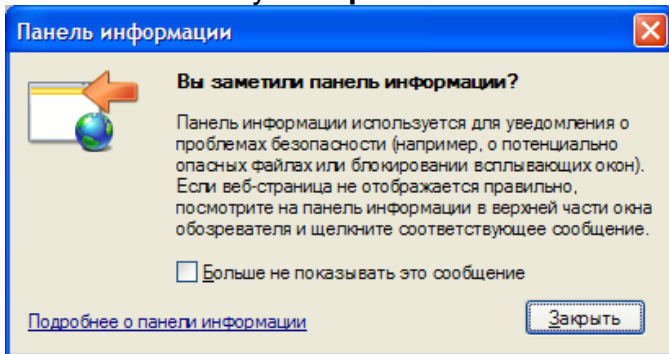 Панель информации
Вы заметили панель информации?
Панель информации используется для уведомления о
проблемах безопасности (например, о потенциально
опасных файлах или блокировании всплывающих окон).
Если веб-страница не отображается правильно,
посмотрите на панель информации в верхней части окна
обозревателя и щелкните соответствующее сообщение.
Больше не показывать это сообщение
Подробнее о панели информации
Закрыть